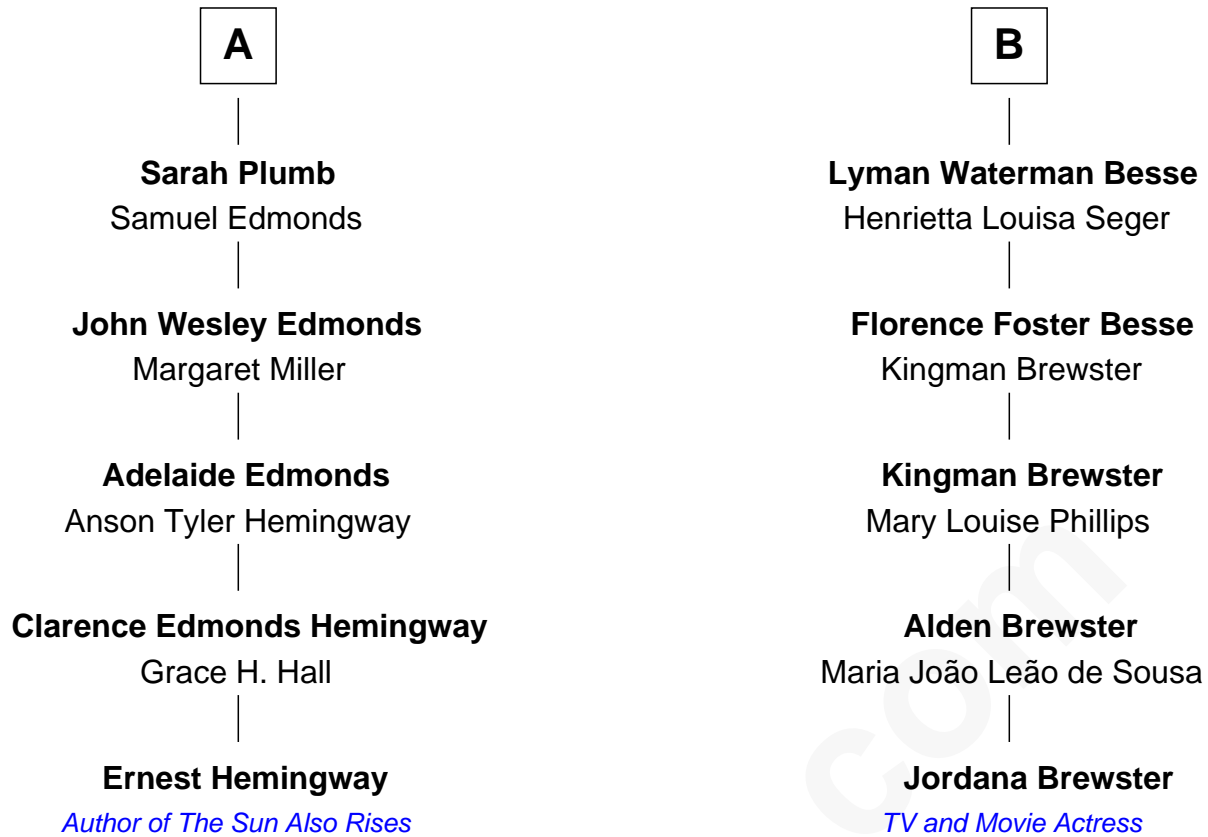 A
Sarah Plumb
Samuel Edmonds
John Wesley Edmonds
Margaret Miller
Adelaide Edmonds
Anson Tyler Hemingway
Clarence Edmonds Hemingway
Grace H. Hall
Ernest Hemingway
Author of The Sun Also Rises
B
Lyman Waterman Besse
Henrietta Louisa Seger
Florence Foster Besse
Kingman Brewster
Kingman Brewster
Mary Louise Phillips
Alden Brewster
Maria João Leão de Sousa
Jordana Brewster
TV and Movie Actress
com